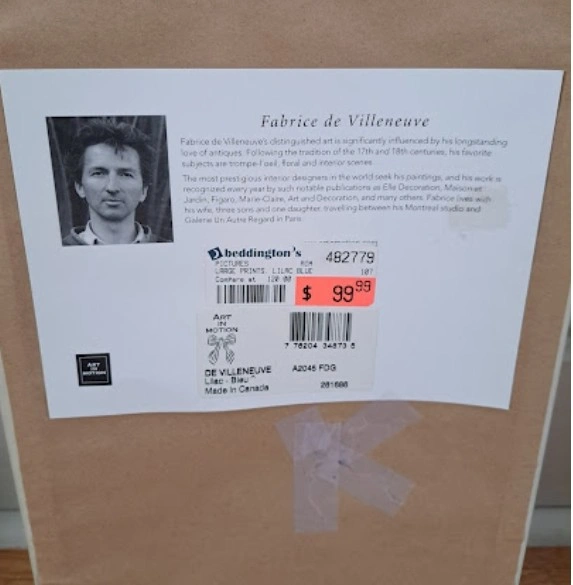 Fabrice de Villeneuve
Fabrice de Villeneuve's distinguished art is significantly influenced by his longstanding
love of antiques. Following the tradition of the 17th and 18th centuries, his favorite
subjects are trompe-l'oeil, floral and interior scenes.
The most prestigious interior designers in the world seek his paintings, and his work is
recognized every year by such notable publications as Elle Decoration, Maison et
Jardin, Figaro, Marie-Claire, Art and Decoration, and many others. Fabrice lives with
his wife, three sons and one daughter, travelling between his Montreal studio and
Galerie Un Autre Regard in Paris.
beddington's 482779
PICTURES
LARGE PRINTS, LILAC BLUE 107
Compare at 120.00
$ 99 99
ART
IN
MOTION
7 78204 34873 8
DE VILLENEUVE A2045 FDG
Lilac - Bleu
Made in Canada 281686
ART
IN
MOTION